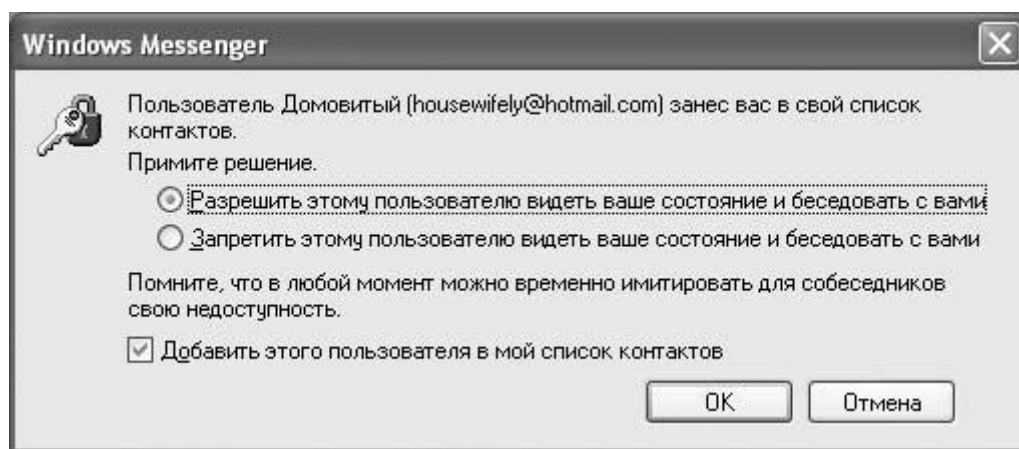 Windows Messenger
Пользователь Домовитый (housewifely@hotmail.com) занес вас в свой список
контактов.
Примите решение.
Разрешить этому пользователю видеть ваше состояние и беседовать с вами
Запретить этому пользователю видеть ваше состояние и беседовать с вами
Помните, что в любой момент можно временно имитировать для собеседников
свою недоступность.
Добавить этого пользователя в мой список контактов
OK Отмена